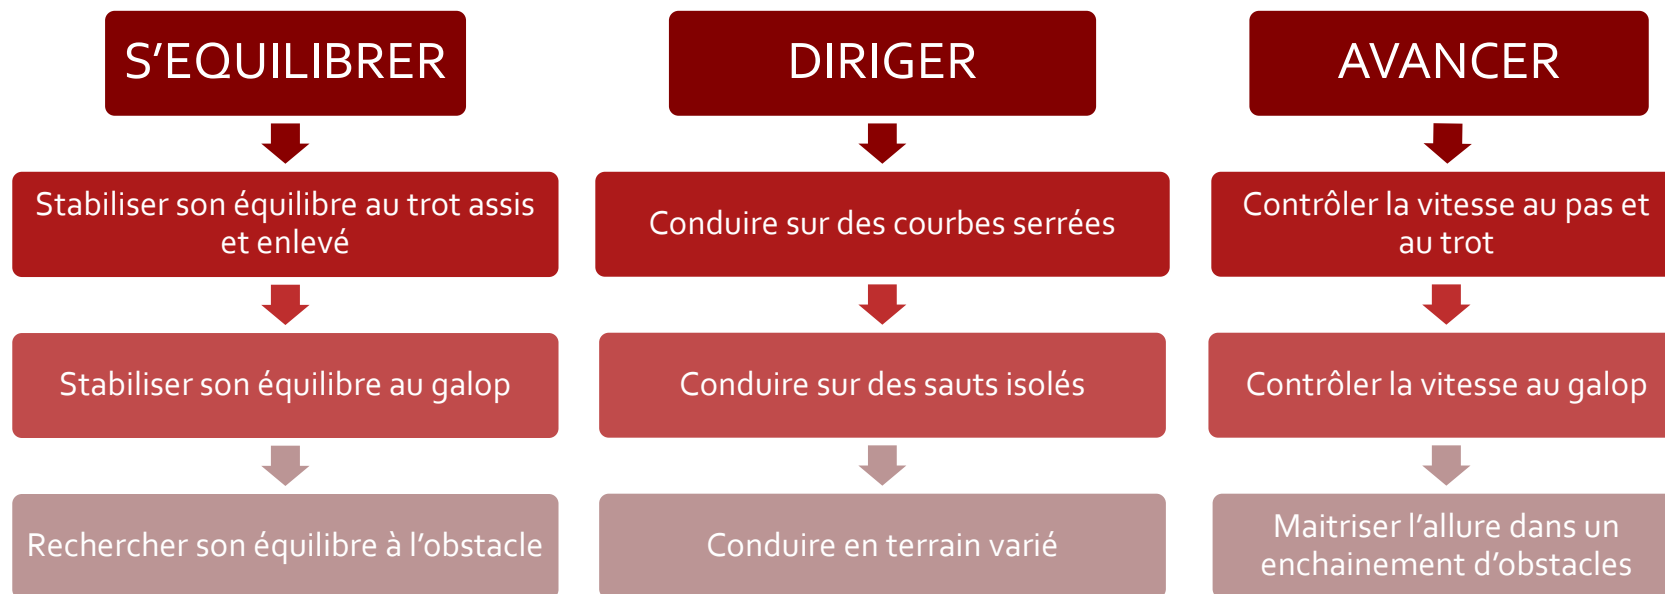 S'EQUILIBRER
Stabiliser son équilibre au trot assis
et enlevé
Stabiliser son équilibre au galop
Rechercher son équilibre à l'obstacle
DIRIGER
Conduire sur des courbes serrées
Conduire sur des sauts isolés
Conduire en terrain varié
AVANCER
Contrôler la vitesse au pas et
au trot
Contrôler la vitesse au galop
Maitriser l'allure dans un
enchainement d'obstacles